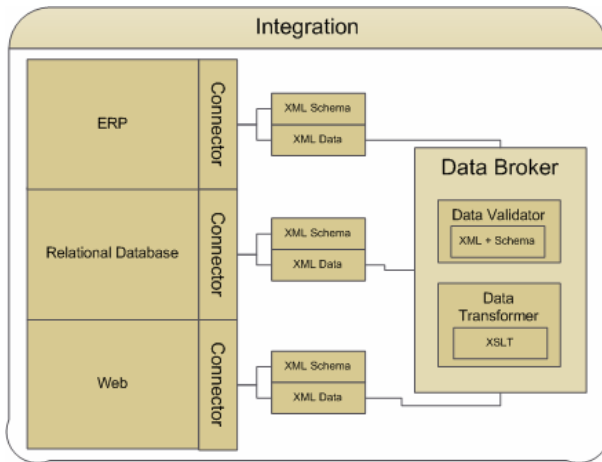 Integration
ERP
Connector
XML Schema
XML Data
Relational Database
Connector
XML Schema
XML Data
Web
Connector
XML Schema
XML Data
Data Broker
Data Validator
XML + Schema
Data
Transformer
XSLT